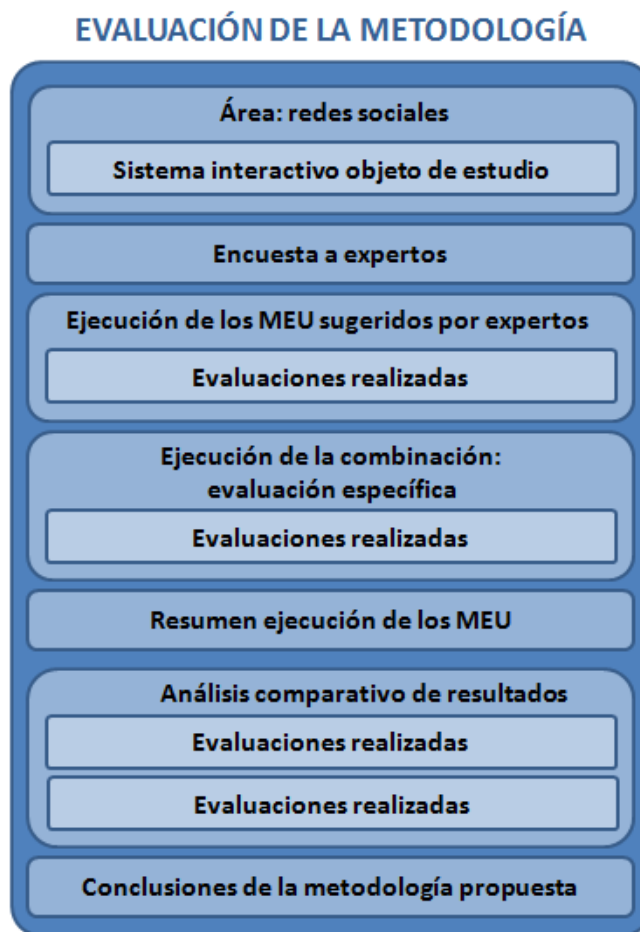 EVALUACIÓN DE LA METODOLOGÍA
Área: redes sociales
Sistema interactivo objeto de estudio
Encuesta a expertos
Ejecución de los MEU sugeridos por expertos
Evaluaciones realizadas
Ejecución de la combinación:
evaluación específica
Evaluaciones realizadas
Resumen ejecución de los MEU
Análisis comparativo de resultados
Evaluaciones realizadas
Evaluaciones realizadas
Conclusiones de la metodología propuesta